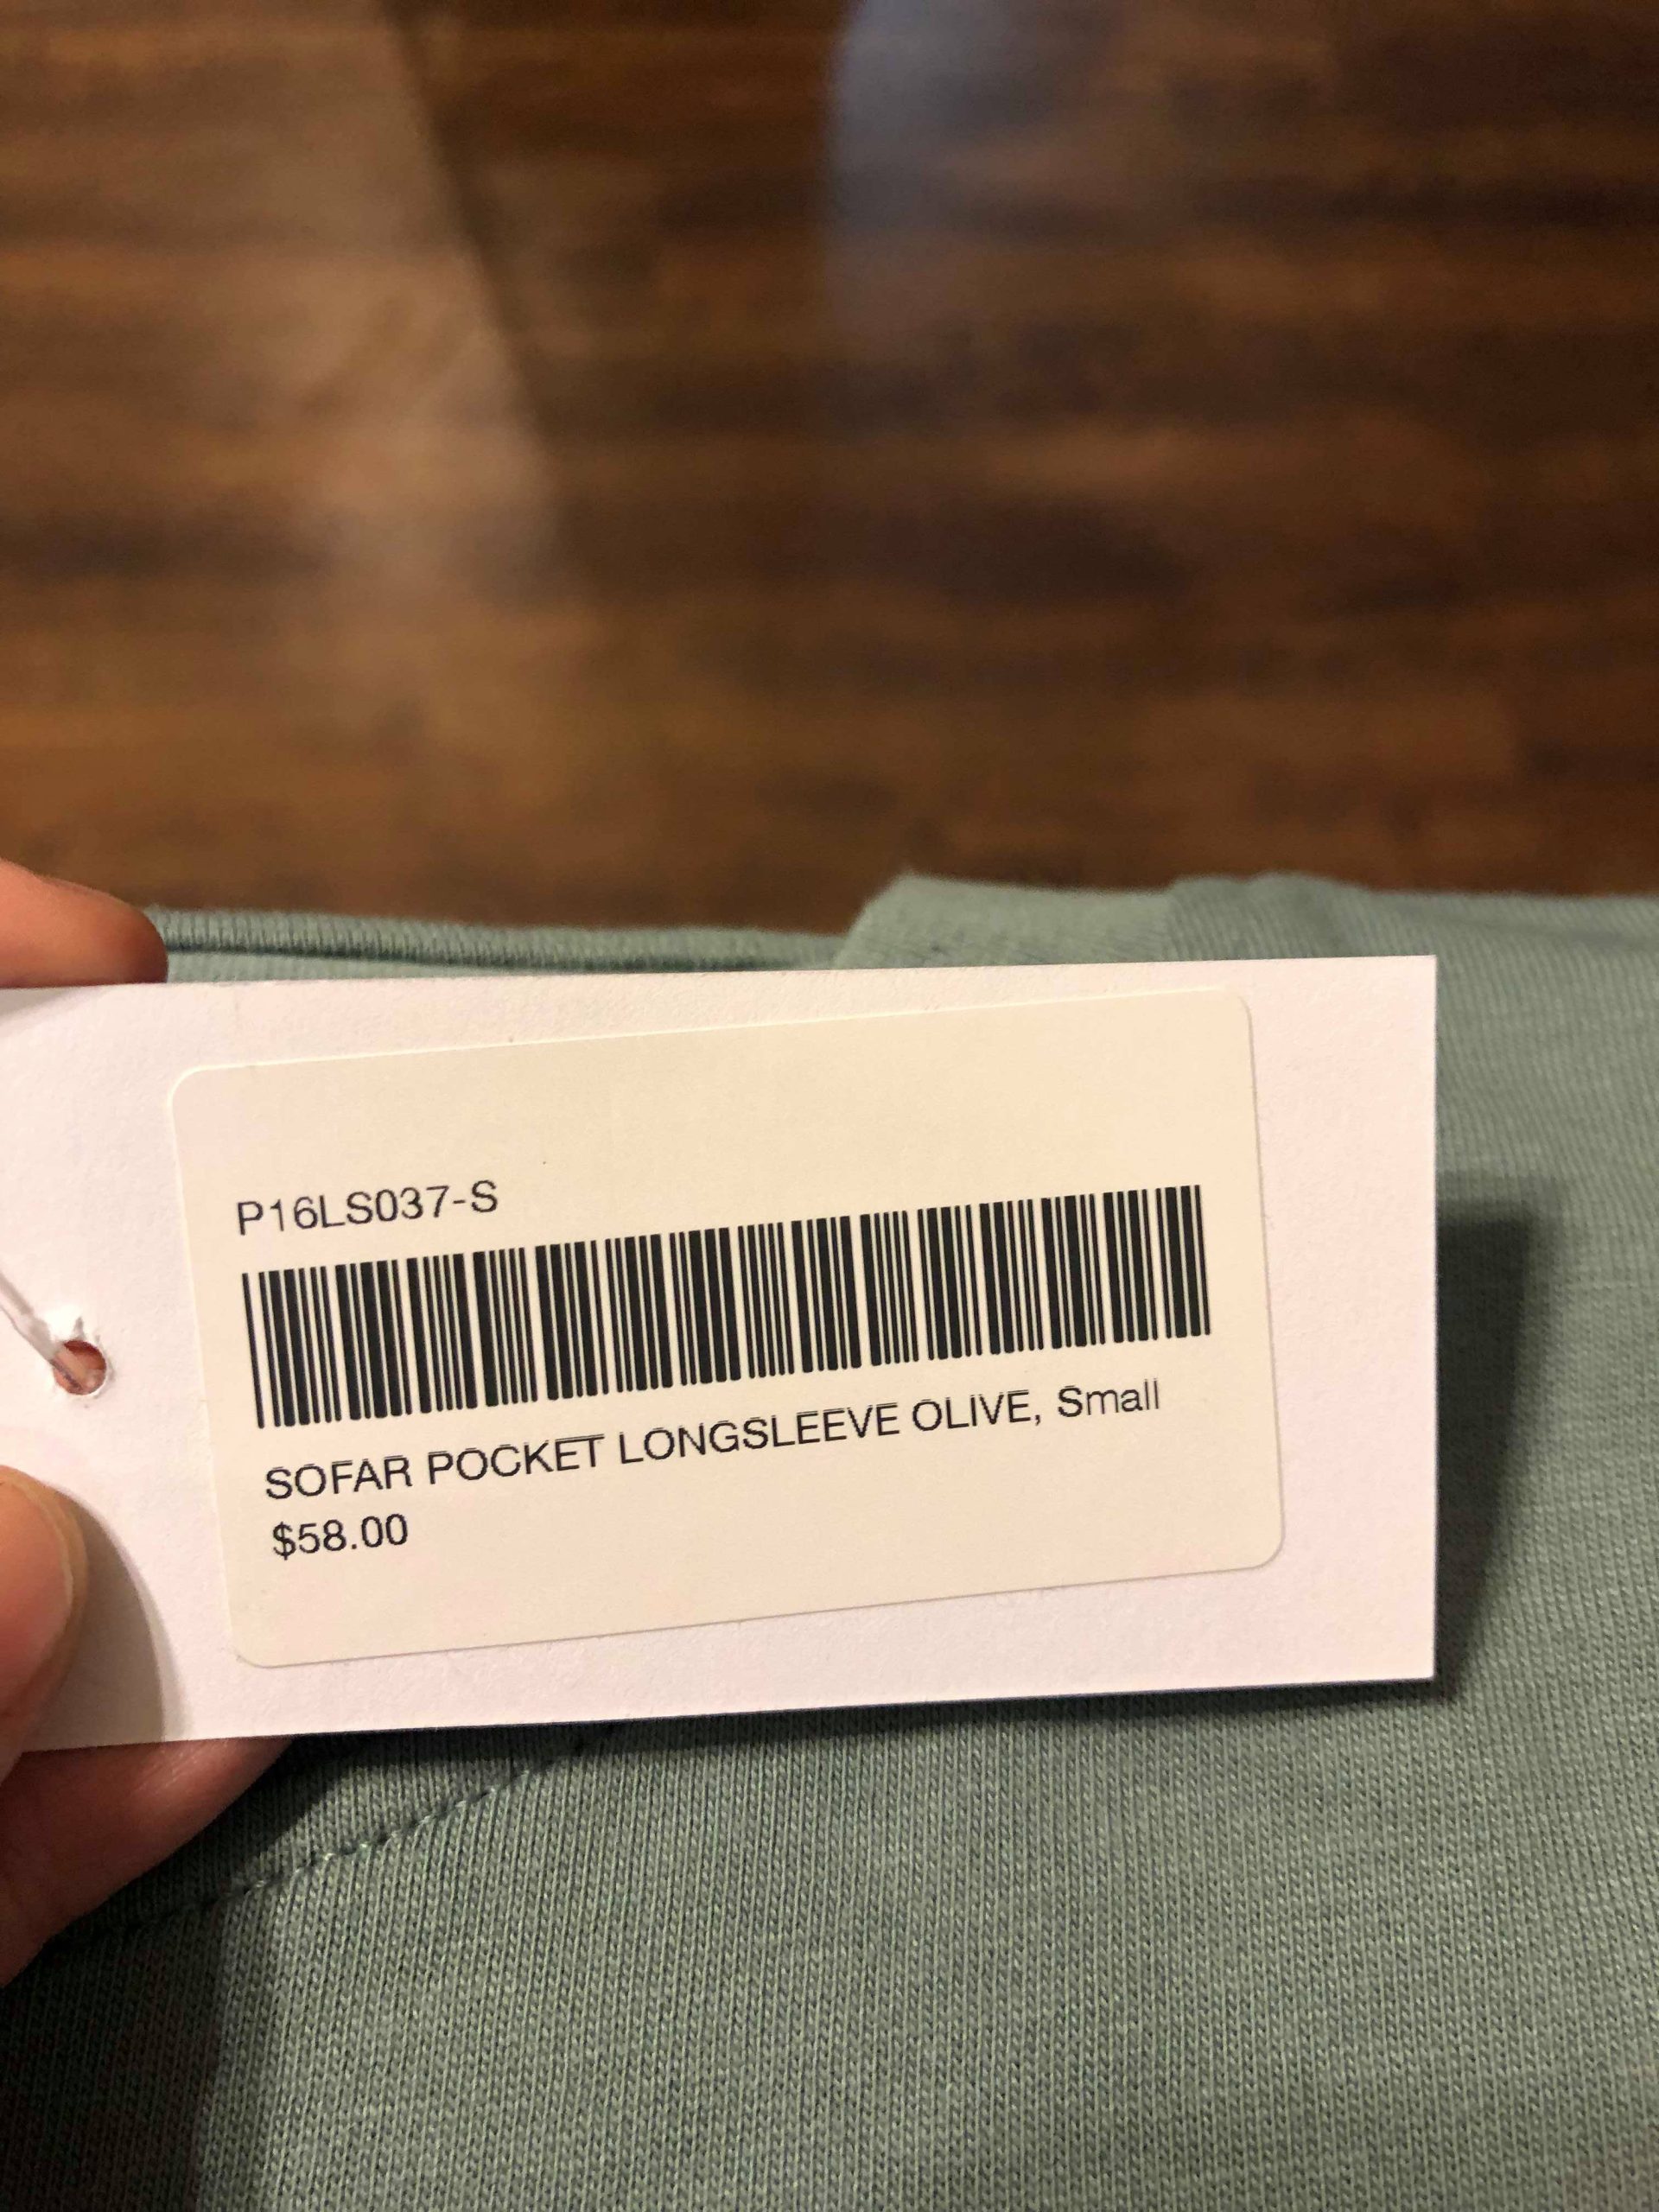 P16LS037-S
SOFAR POCKET LONGSLEEVE OLIVE, Small
$58.00